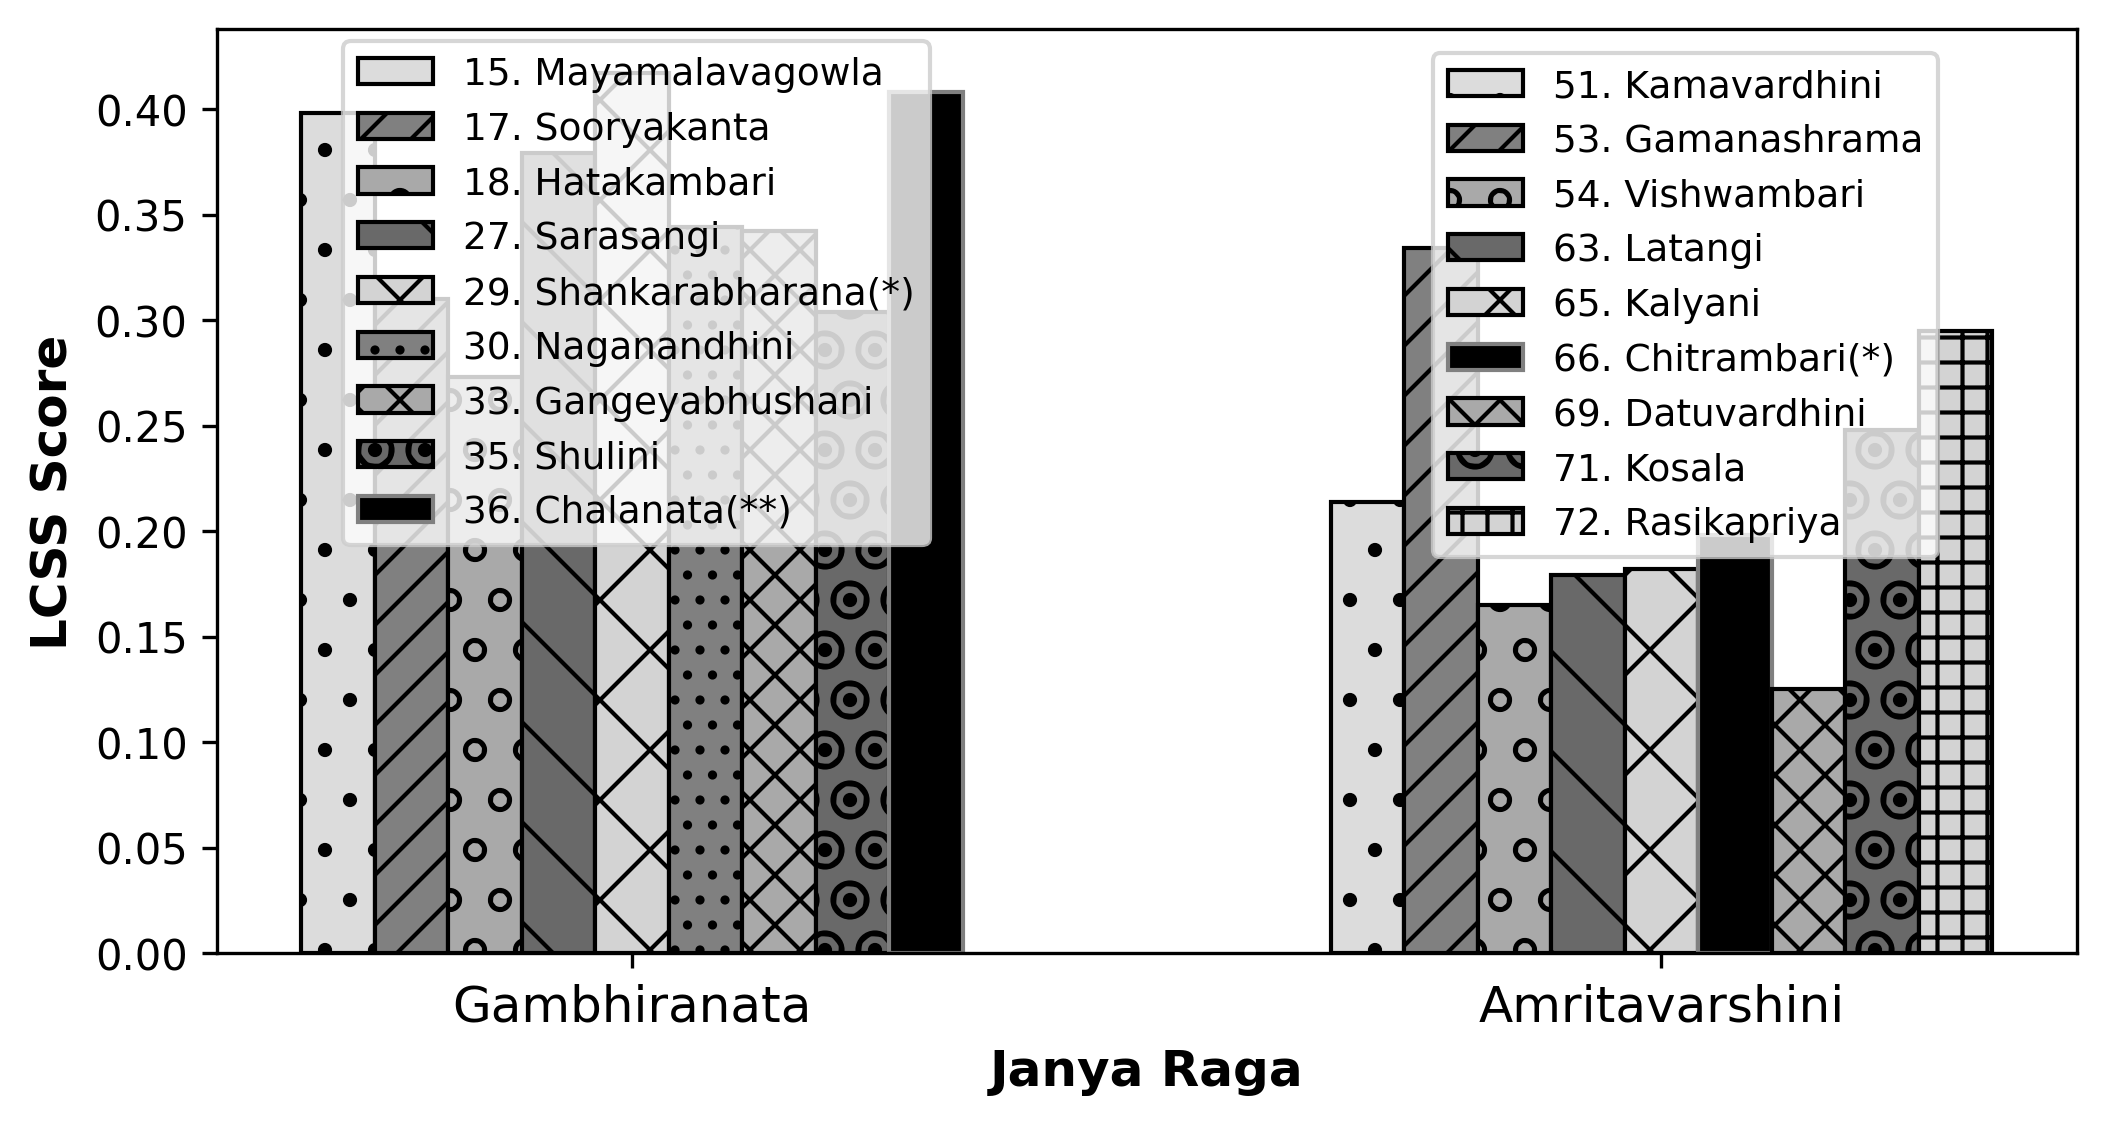 15. Mayamalavagowla
17. Sooryakanta
18. Hatakambari
27. Sarasangi
29. Shankarabharana(*)
30. Naganandhini
33. Gangeyabhushani
35. Shulini
36. Chalanata(**)
51. Kamavardhini
53. Gamanashrama
54. Vishwambari
63. Latangi
65. Kalyani
66. Chitrambari(*)
69. Datuvardhini
71. Kosala
72. Rasikapriya
LCSS Score
0.40
0.35
0.30
0.25
0.20
0.15
0.10
0.05
0.00
Gambhiranata
Amritavarshini
Janya Raga